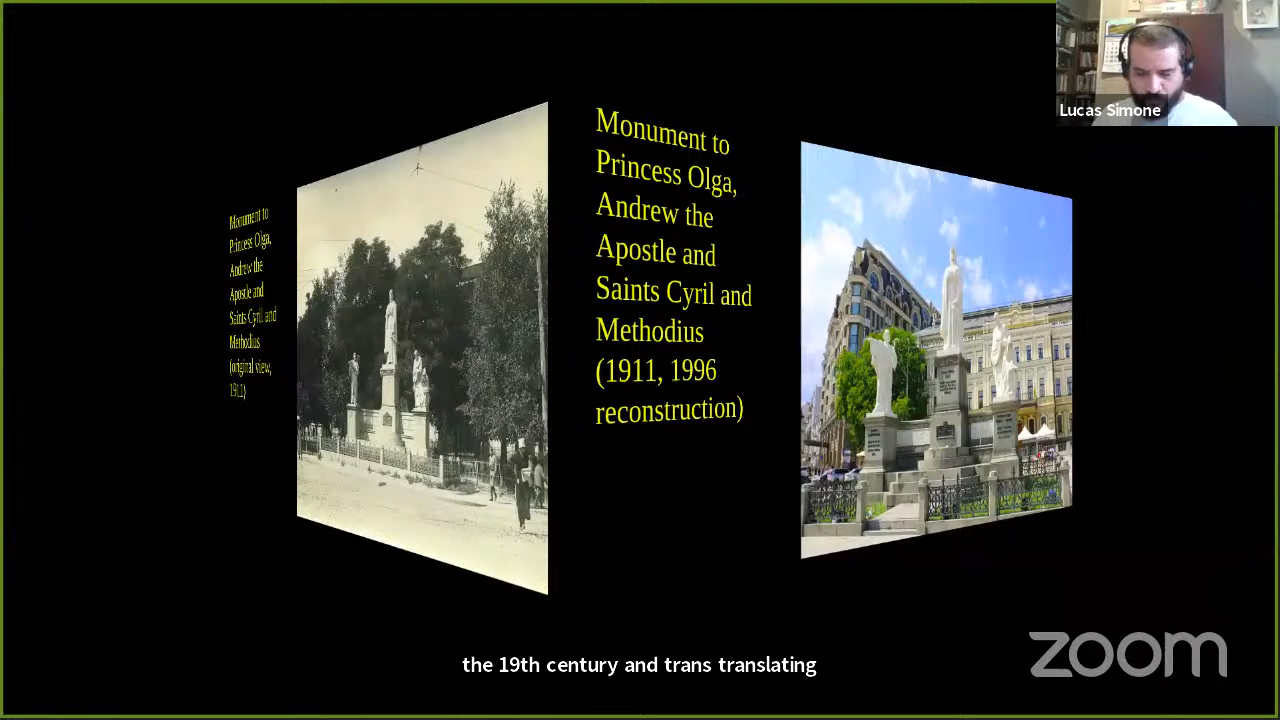 Lucas Simone
Monument to
Princess Olga,
Andrew the
Apostle and
Saints Cyril and
Methodius
(original view,
1911)
Monument to
Princess Olga,
Andrew the
Apostle and
Saints Cyril and
Methodius
(1911, 1996
reconstruction)
the 19th century and trans translating
zoom